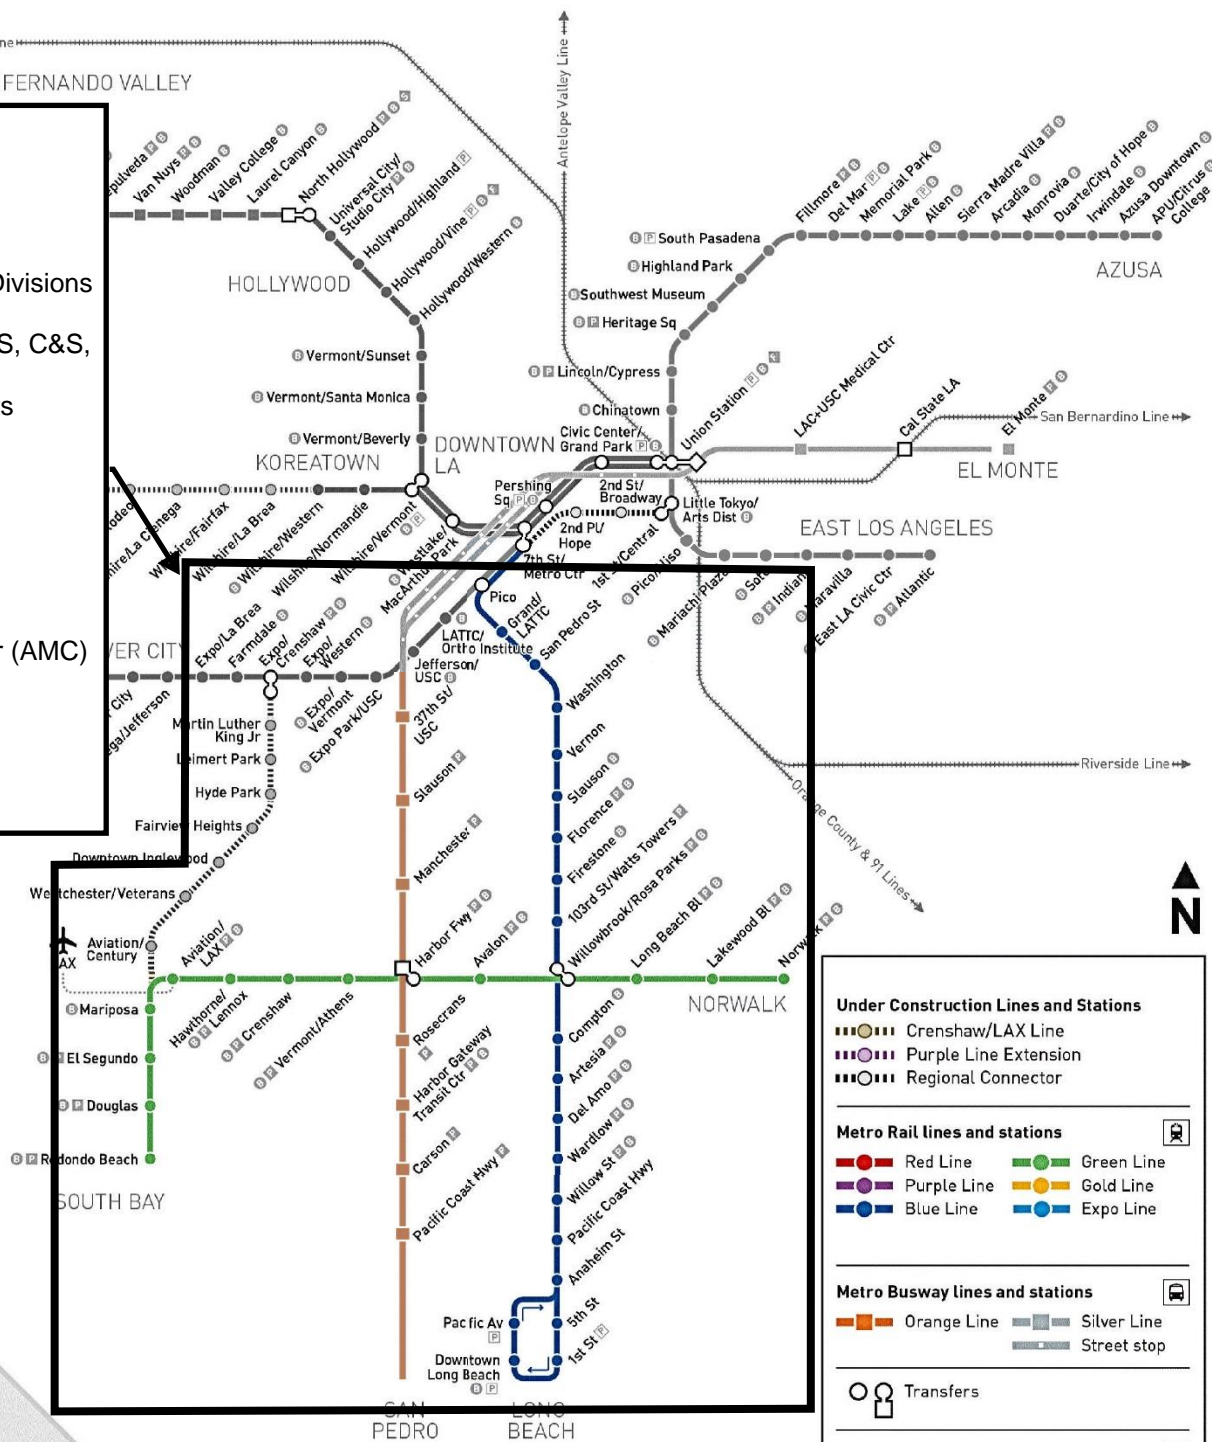 FERNANDO VALLEY
Antelope Valley Line
Van Nuys P B
Woodman B
Valley College B
Laurel Canyon B
North Hollywood P B
Universal City/
Studio City P B
Hollywood/Highland P
Hollywood/Vine P B
Hollywood/Western B
HOLLYWOOD
Divisions
S, C&S,
s
r (AMC)
B Vermont/Sunset
B Vermont/Santa Monica
B Vermont/Beverly
KOREATOWN
DOWNTOWN
LA
Fillmore P B
Del Mar P B
Memorial Park B
Lake P B
Allen B
Sierra Madre Villa P B
Arcadia B
Monrovia B
Duarte/City of Hope B
Irwindale B
Azusa Downtown B
APU/Citrus B
College
AZUSA
B P South Pasadena
B Highland Park
B Southwest Museum
B P Heritage Sq
B P Lincoln/Cypress
B Chinatown
Civic Center/
Grand Park P B
Union Station P B
LAC+USC Medical Ctr
Cal State LA
El Monte P B
San Bernardino Line
EL MONTE
Pershing
Sq P B
2nd St/
Broadway
2nd Pl/
Hope
1st St/Central
Little Tokyo/
Arts Dist B
EAST LOS ANGELES
Wilshire/Fairfax
Wilshire/La Brea
B Wilshire/Western
Wilshire/Normandie
Wilshire/Vermont
B P
B Westlake/
MacArthur Park
7th St/
Metro Ctr
B Pico/Aliso
B Mariachi Plaza
B P Indiana
B Maravilla
East LA Civic Ctr
B P Atlantic
Pico
Grand/
LATTC
San Pedro St
LATTC/
Ortho Institute
Jefferson/
USC B
VER CITY
City
Expo/La Brea
Farmdale B
Expo/
Crenshaw P B
Expo/
Western B
B Expo/
Vermont
B Expo Park/USC
37th St/
USC
Martin Luther
King Jr
Leimert Park
Hyde Park
Fairview Heights
Downtown Inglewood
Westchester/Veterans
Aviation/
Century
Aviation/
LAX P B
Slauson P
Manchester P
Harbor Fwy P B
Avalon P B
Washington
Vernon
Slauson B
Florence P B
Firestone B
103rd St/Watts Towers P
Willowbrook/Rosa Parks P B
Long Beach Bl P B
Lakewood Bl P B
Norwalk P B
NORWALK
Riverside Line
Orange County & 91 Lines
B Mariposa
B P El Segundo
B P Douglas
B P Redondo Beach
SOUTH BAY
Hawthorne/
B P Lennox
B P Crenshaw
B P Vermont/Athens
Rosecrans
P
Harbor Gateway
Transit Ctr P B
Carson P
Pacific Coast Hwy P
Compton B
Artesia P B
Del Amo P B
Wardlow P B
Willow St P B
Pacific Coast Hwy
Anaheim St
5th St
1st St P
Pacific Av
P
Downtown
Long Beach
B P
SAN
PEDRO
LONG
BEACH
N
Under Construction Lines and Stations
Crenshaw/LAX Line
Purple Line Extension
Regional Connector
Metro Rail lines and stations
Red Line
Green Line
Purple Line
Gold Line
Blue Line
Expo Line
Metro Busway lines and stations
Orange Line
Silver Line
Street stop
Transfers